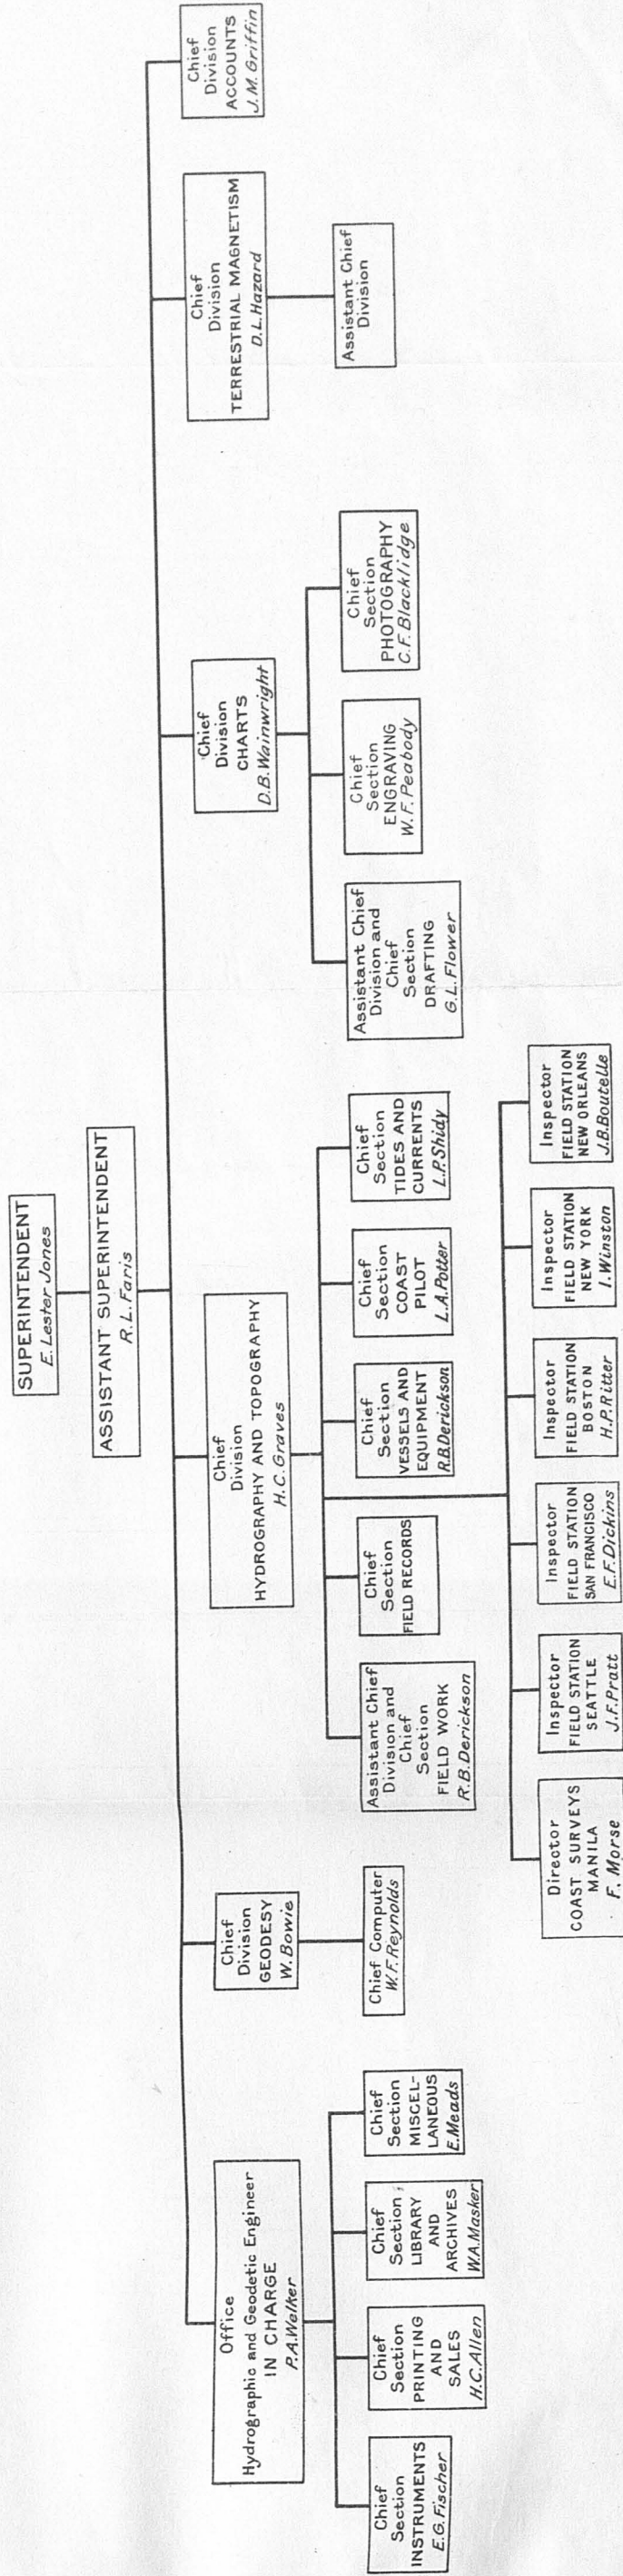 SUPERINTENDENT
E. Lester Jones
ASSISTANT SUPERINTENDENT
R.L. Faris
Office
Hydrographic and Geodetic Engineer
IN CHARGE
P.A. Welker
Chief
Division
GEODESY
W. Bowie
Chief
Division
HYDROGRAPHY AND TOPOGRAPHY
H.C. Graves
Chief
Division
CHARTS
D.B. Wainwright
Chief
Division
TERRESTRIAL MAGNETISM
D.L. Hazard
Chief
Division
ACCOUNTS
J.M. Griffin
Chief
Section
INSTRUMENTS
E.G. Fischer
Chief
Section
PRINTING
AND
SALES
H.C. Allen
Chief
Section
LIBRARY
AND
ARCHIVES
W.A. Masker
Chief
Section
MISCEL-
LANEOUS
E. Meads
Chief Computer
W.F. Reynolds
Assistant Chief
Division and
Chief
Section
FIELD WORK
R.B. Derickson
Chief
Section
FIELD RECORDS
Chief
Section
VESSELS AND
EQUIPMENT
R.B. Derickson
Chief
Section
COAST
PILOT
L.A. Potter
Chief
Section
TIDES AND
CURRENTS
L.P. Shidy
Assistant Chief
Division and
Chief
Section
DRAFTING
G.L. Flower
Chief
Section
ENGRAVING
W.F. Peabody
Chief
Section
PHOTOGRAPHY
C.F. Blacklidge
Assistant Chief
Division
Director
COAST SURVEYS
MANILA
F. Morse
Inspector
FIELD STATION
SEATTLE
J.F. Pratt
Inspector
FIELD STATION
SAN FRANCISCO
E.F. Dickins
Inspector
FIELD STATION
BOSTON
H.P. Ritter
Inspector
FIELD STATION
NEW YORK
I. Winston
Inspector
FIELD STATION
NEW ORLEANS
J.B. Boutelle